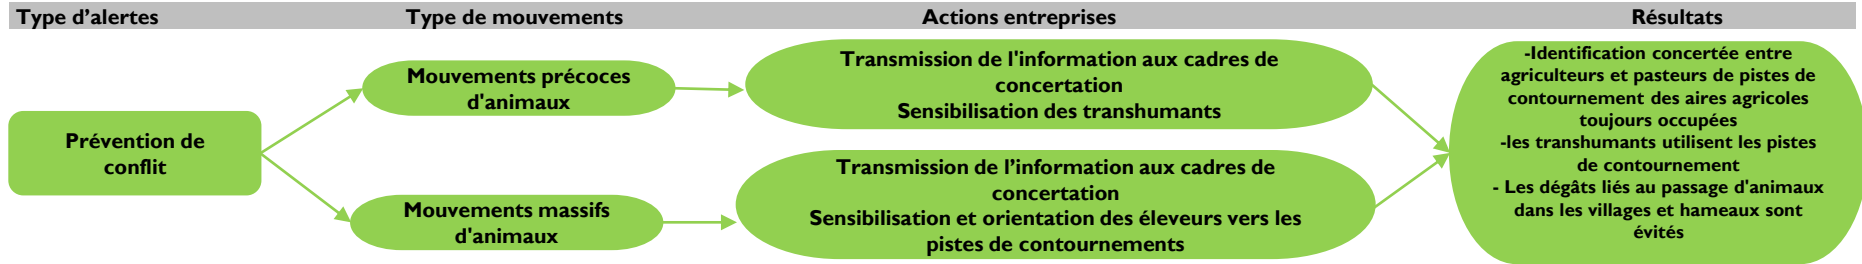 Type d’alertes
Type de mouvements
Actions entreprises
Résultats
Prévention de
conflit
Mouvements précoces
d'animaux
Transmission de l'information aux cadres de
concertation
Sensibilisation des transhumants
Mouvements massifs
d'animaux
Transmission de l’information aux cadres de
concertation
Sensibilisation et orientation des éleveurs vers les
pistes de contournements
-Identification concertée entre
agriculteurs et pasteurs de pistes de
contournement des aires agricoles
toujours occupées
-les transhumants utilisent les pistes
de contournement
- Les dégâts liés au passage d'animaux
dans les villages et hameaux sont
évités